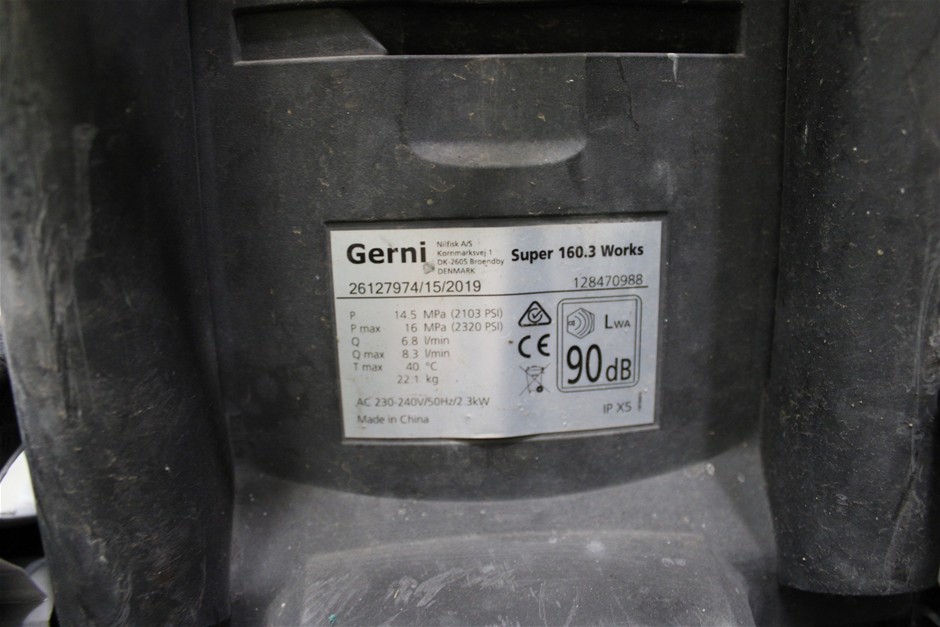 Gerni
Nilfisk A/S
Kornmarksvej 1
DK-2605 Broendby
DENMARK
Super 160.3 Works
26127974/15/2019
128470988
P 14.5 MPa (2103 PSI)
P max 16 MPa (2320 PSI)
Q 6.8 l/min
Q max 8.3 l/min
T max 40 °C
22.1 kg
AC 230-240V/50Hz/2.3kW
Made in China
CE
LWA
90dB
IP X5